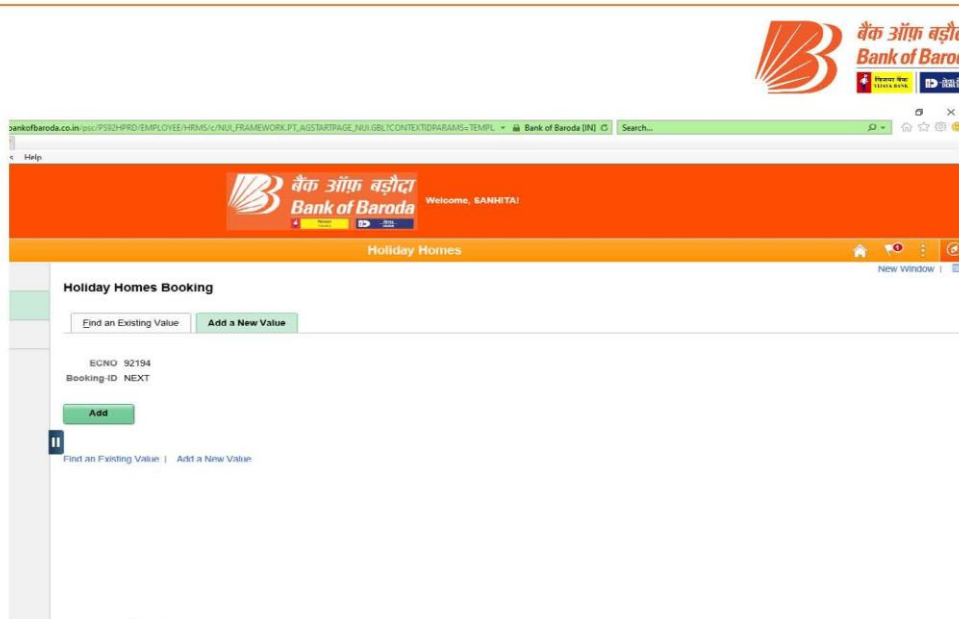 बैंक ऑफ़ बड़ौदा
Bank of Baroda
bankofbaroda.co.in/psc/PS92HPRD/EMPLOYEE/HRMS/c/NUI_FRAMEWORK.PT_AGSTARTPAGE_NUI.GBL?CONTEXTIDPARAMS=TEMPL
Bank of Baroda [IN]
Search...
s Help
बैंक ऑफ़ बड़ौदा
Bank of Baroda
Welcome, SANHITA!
Holiday Homes
1
New Window |
Holiday Homes Booking
Find an Existing Value
Add a New Value
ECNO 92194
Booking-ID NEXT
Add
Find an Existing Value | Add a New Value